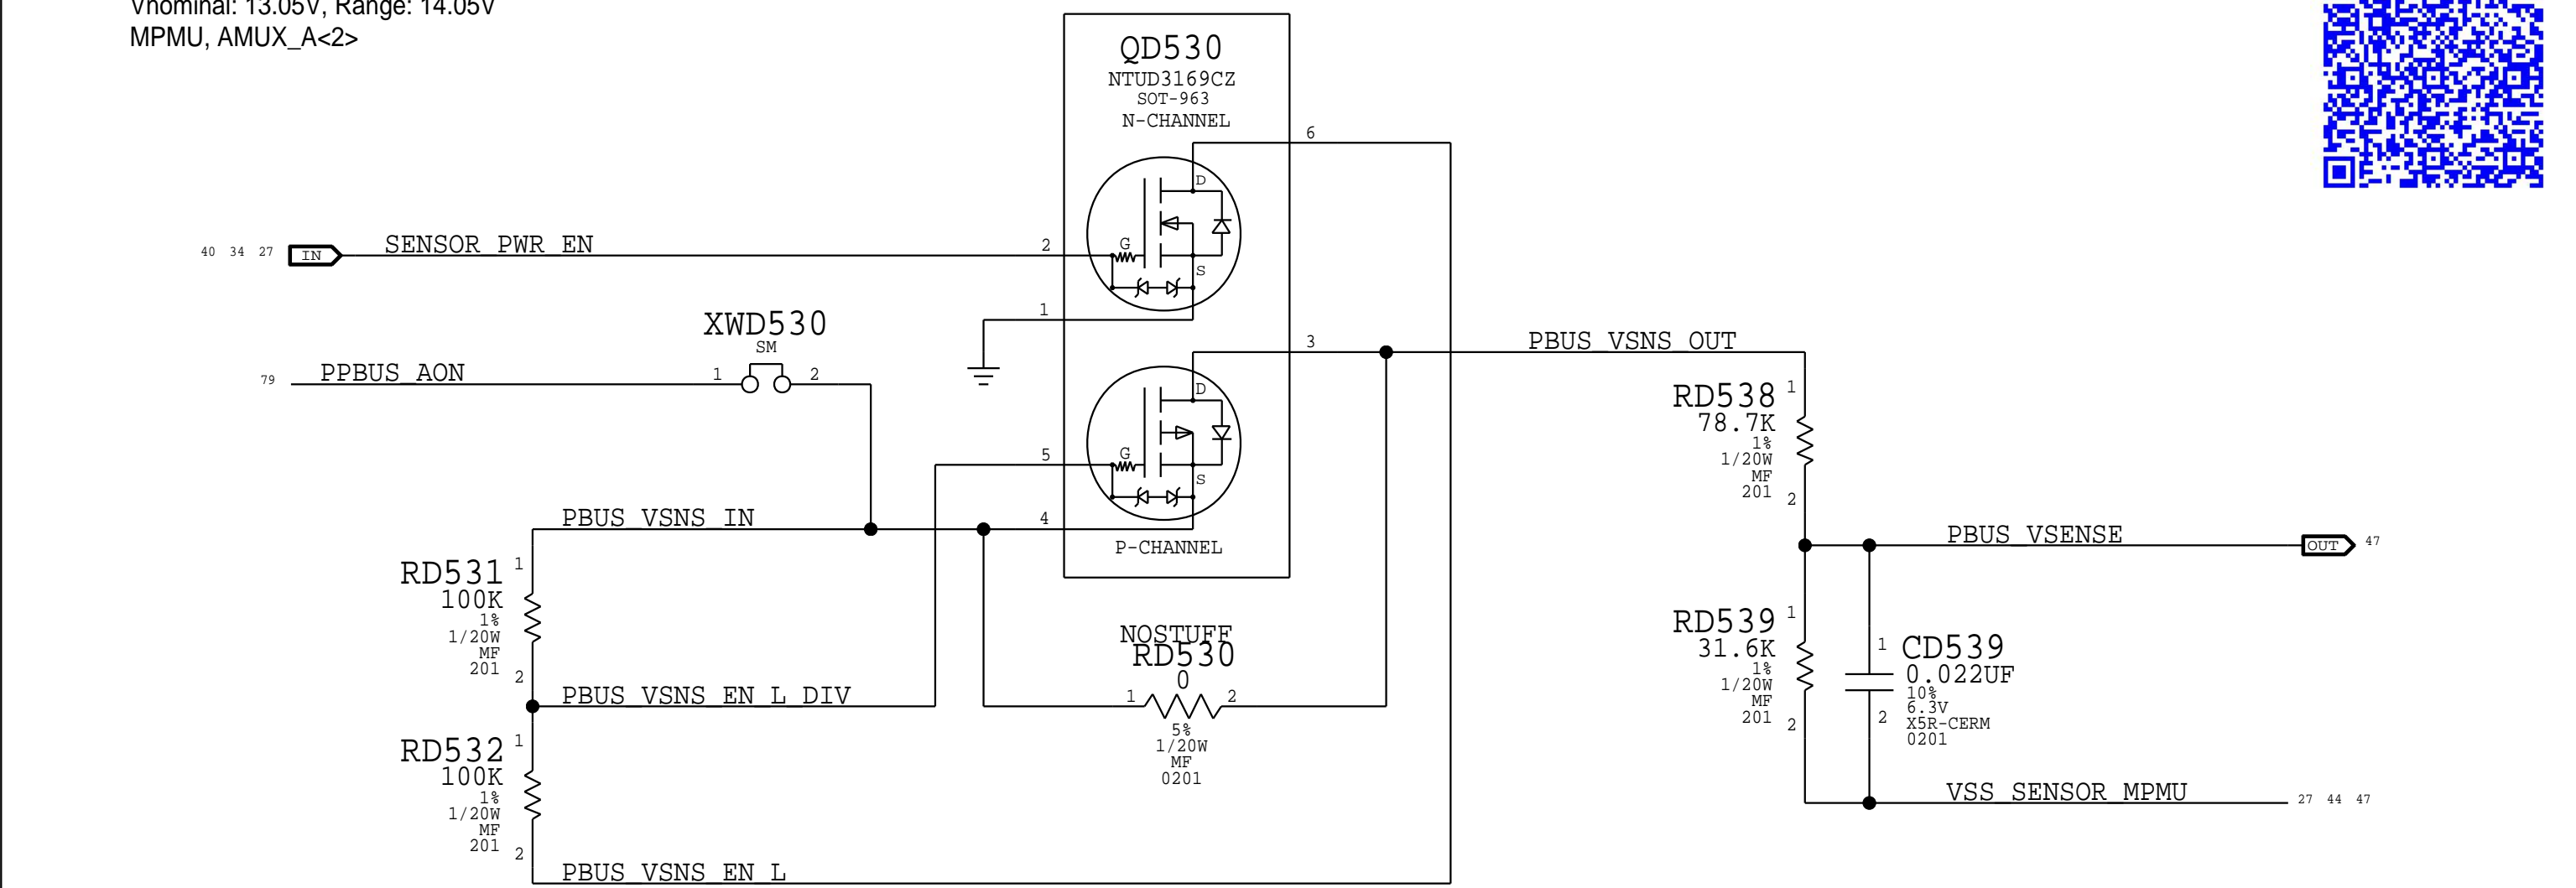 Vnominal: 13.05V, Range: 14.05V
MPMU, AMUX_A<2>
QD530
NTUD3169CZ
SOT-963
N-CHANNEL
6
D
40 34 27
IN
SENSOR_PWR_EN
2
G
S
1
XWD530
SM
79
PPBUS_AON
1
2
3
PBUS_VSNS_OUT
D
RD538
78.7K
1%
1/20W
MF
201
1
2
5
G
S
PBUS_VSNS_IN
4
P-CHANNEL
PBUS_VSENSE
OUT
47
RD531
100K
1%
1/20W
MF
201
1
2
NOSTUFF
RD530
0
1
2
5%
1/20W
MF
0201
RD539
31.6K
1%
1/20W
MF
201
1
2
1
CD539
0.022UF
10%
6.3V
X5R-CERM
0201
2
PBUS_VSNS_EN_L_DIV
RD532
100K
1%
1/20W
MF
201
1
2
VSS_SENSOR_MPMU
27 44 47
PBUS_VSNS_EN_L